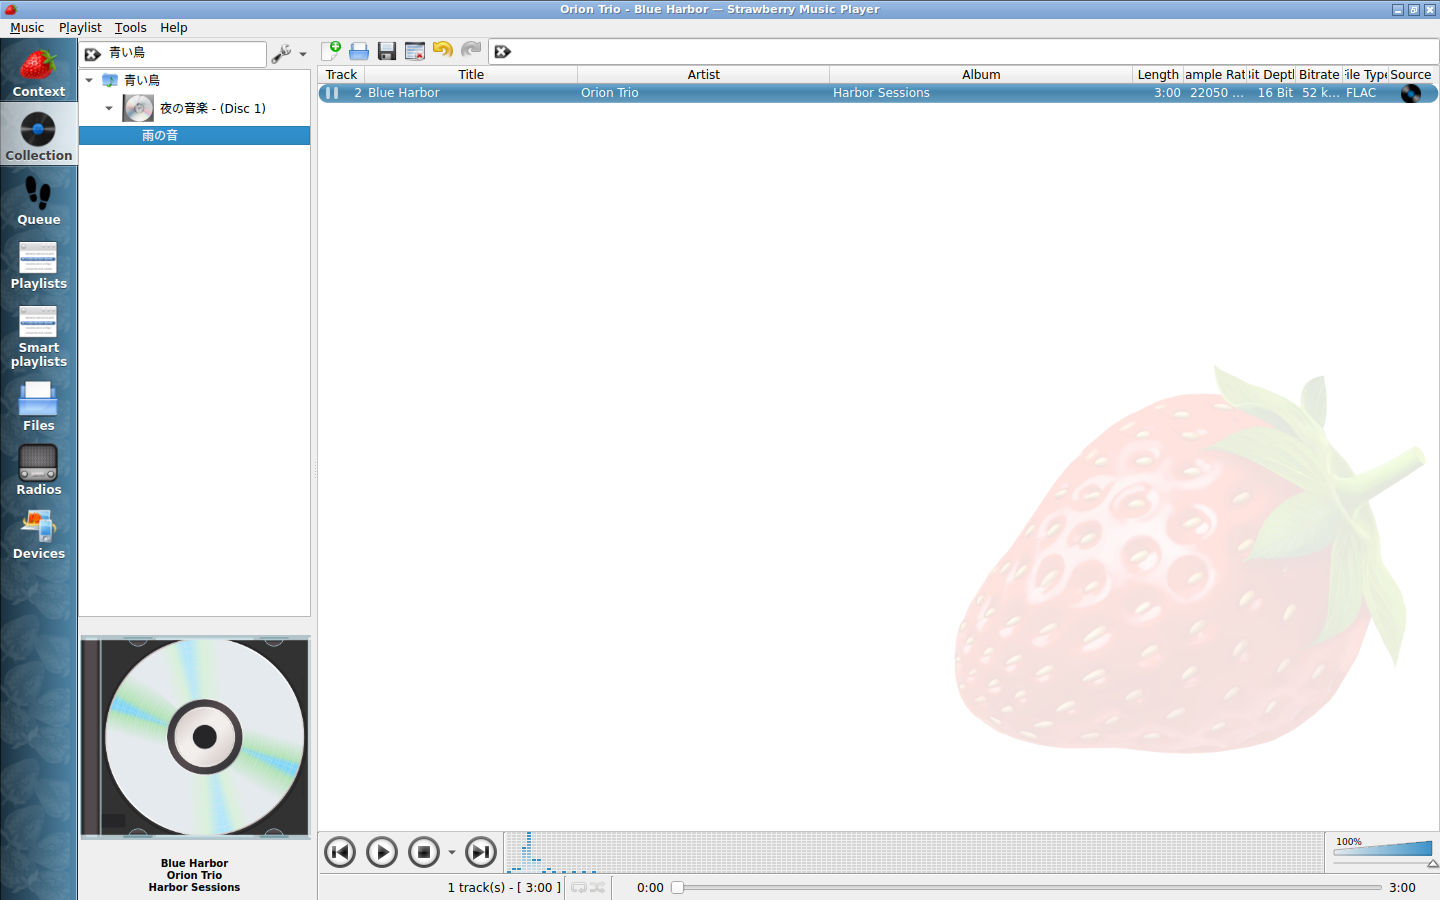 Orion Trio - Blue Harbor — Strawberry Music Player
Music Playlist Tools Help
青い鳥
Context
Collection
Queue
Playlists
Smart
playlists
Files
Radios
Devices
青い鳥
夜の音楽 - (Disc 1)
雨の音
Track Title Artist Album Length ample Rat it Dept Bitrate ile Type Source
2 Blue Harbor Orion Trio Harbor Sessions 3:00 22050 ... 16 Bit 52 k... FLAC
Blue Harbor
Orion Trio
Harbor Sessions
100%
1 track(s) - [ 3:00 ] 0:00 3:00